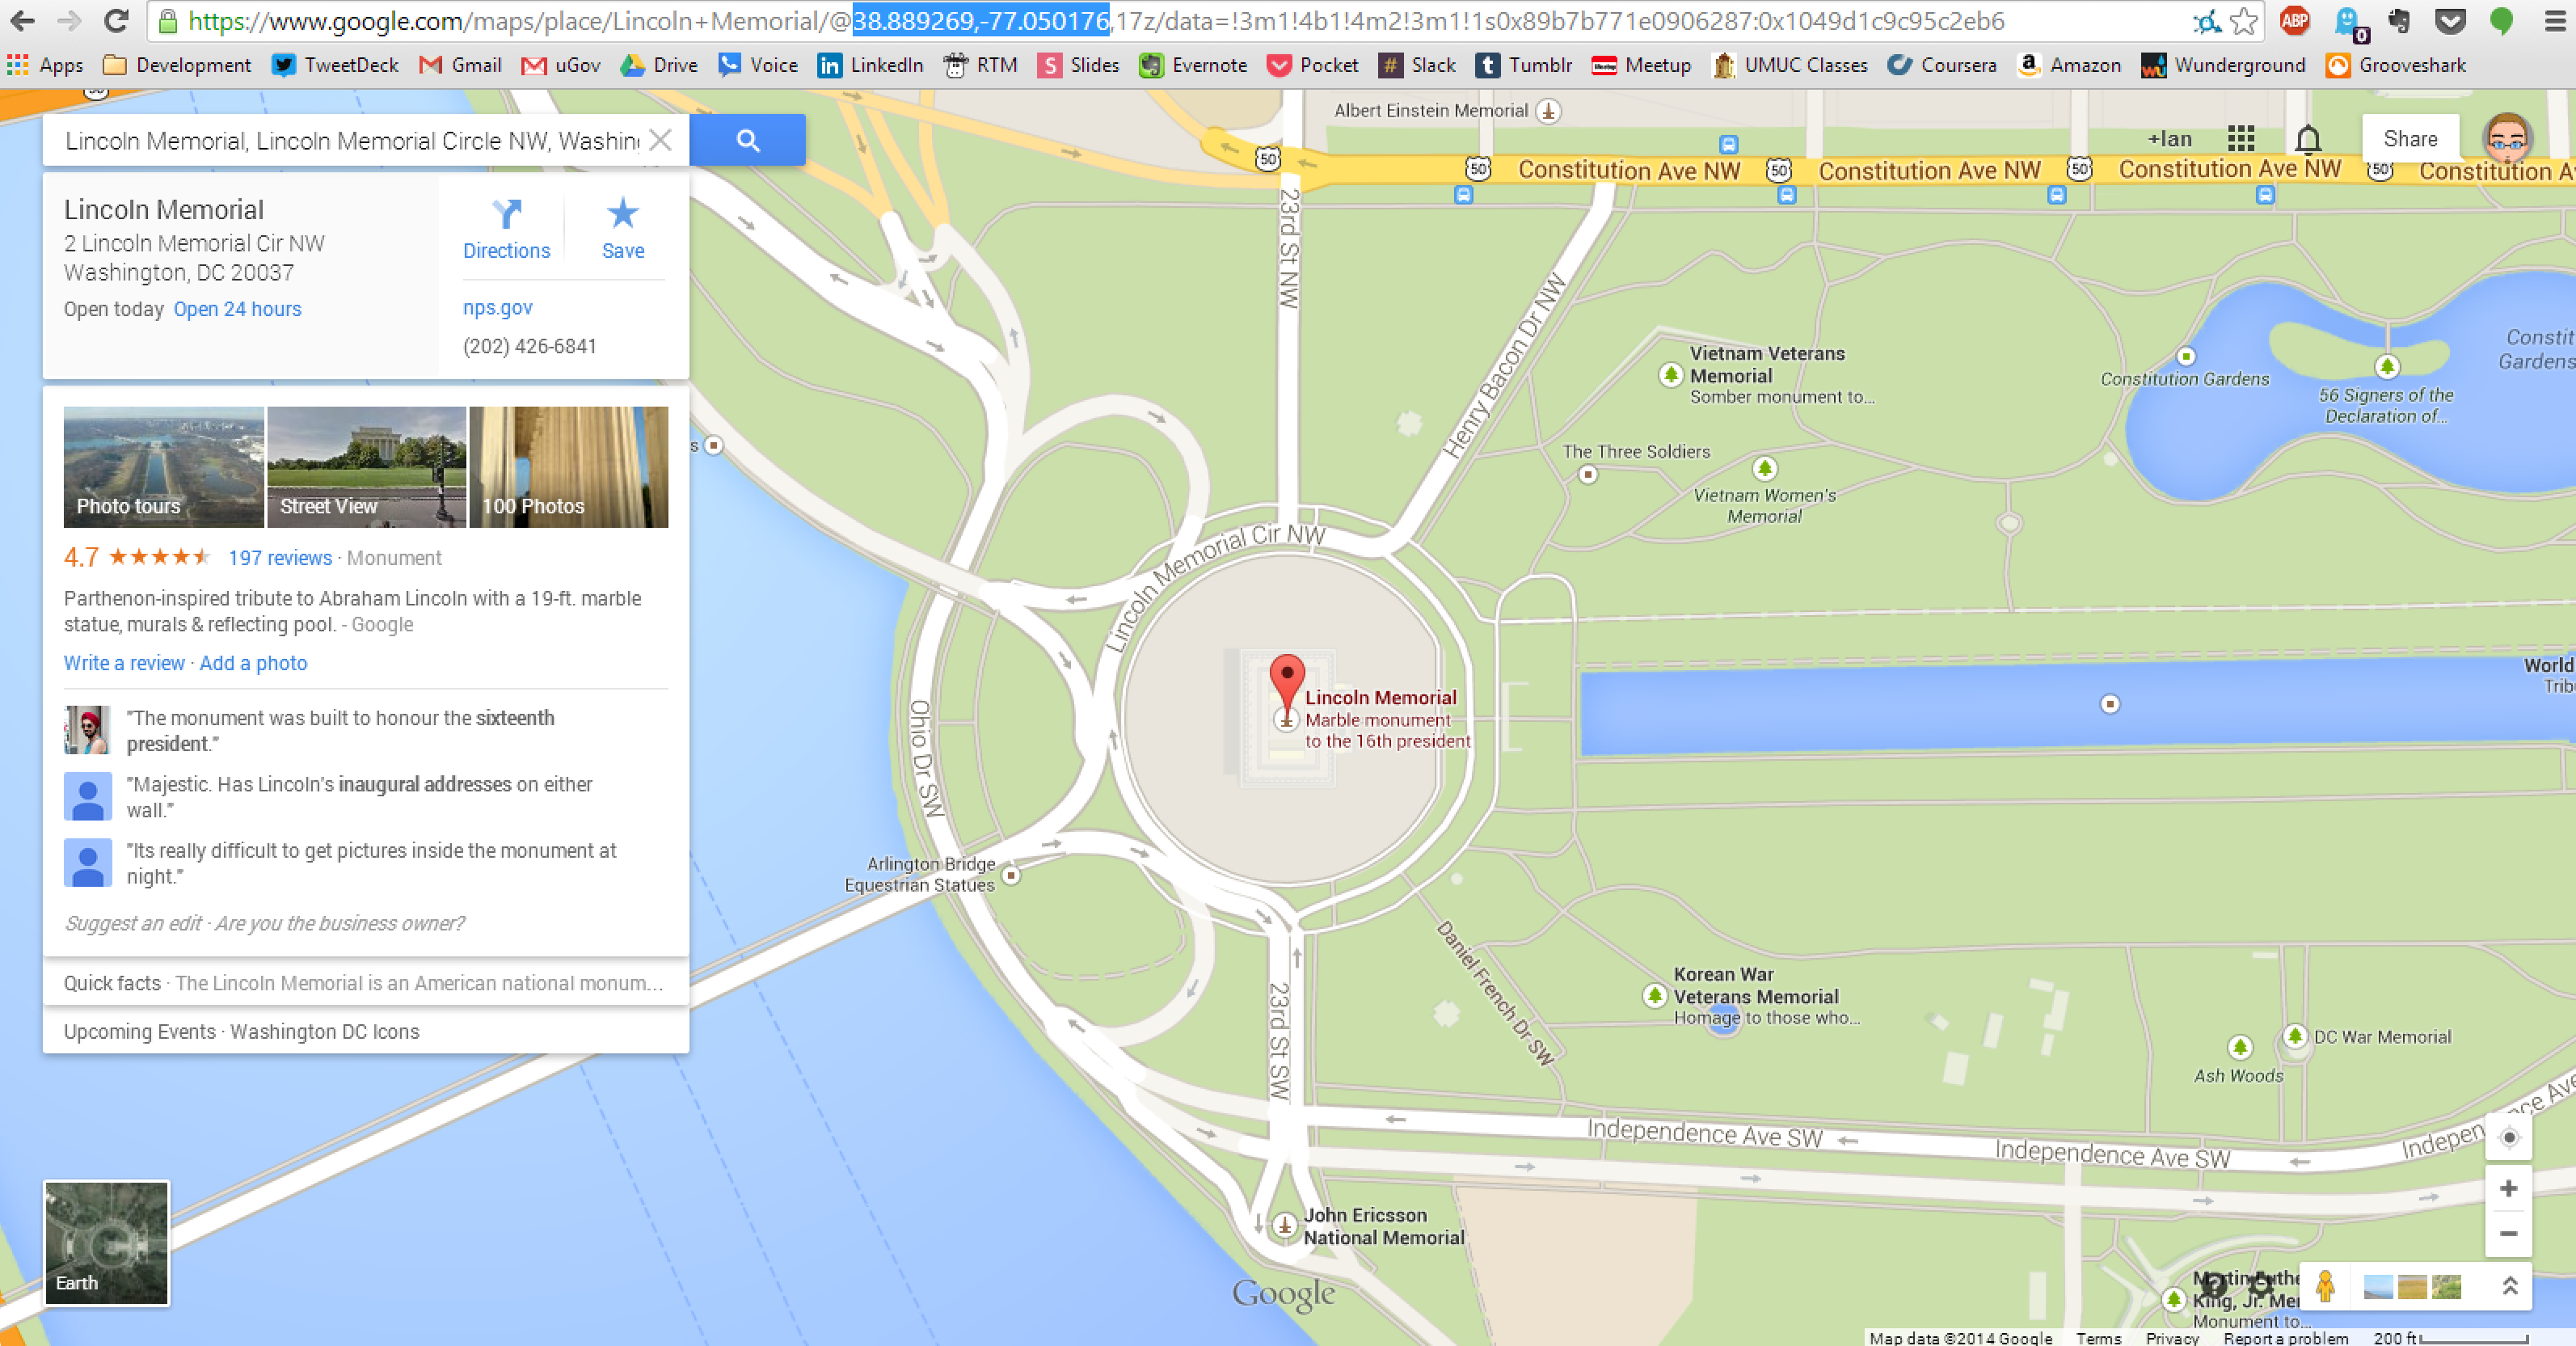 https://www.google.com/maps/place/Lincoln+Memorial/@38.889269,-77.050176,17z/data=!3m1!4b1!4m2!3m1!1s0x89b7b771e0906287:0x1049d1c9c95c2eb6
ABP
0
Apps Development TweetDeck Gmail uGov Drive Voice LinkedIn RTM Slides Evernote Pocket Slack Tumblr Meetup UMUC Classes Coursera Amazon Wunderground Grooveshark
Lincoln Memorial, Lincoln Memorial Circle NW, Washin
Lincoln Memorial
2 Lincoln Memorial Cir NW
Washington, DC 20037
Open today Open 24 hours
Directions
Save
nps.gov
(202) 426-6841
Photo tours
Street View
100 Photos
4.7 197 reviews · Monument
Parthenon-inspired tribute to Abraham Lincoln with a 19-ft. marble
statue, murals & reflecting pool. - Google
Write a review · Add a photo
"The monument was built to honour the sixteenth
president."
"Majestic. Has Lincoln's inaugural addresses on either
wall."
"Its really difficult to get pictures inside the monument at
night."
Suggest an edit · Are you the business owner?
Quick facts · The Lincoln Memorial is an American national monum...
Upcoming Events · Washington DC Icons
Earth
Albert Einstein Memorial
+Ian
Share
50
50
50
50
50
Constitution Ave NW
Constitution Ave NW
Constitution Ave NW
Constitution A
23rd St NW
Henry Bacon Dr NW
Vietnam Veterans
Memorial
Somber monument to...
Constitution Gardens
Constit
Gardens
56 Signers of the
Declaration of...
The Three Soldiers
Vietnam Women's
Memorial
s
Lincoln Memorial Cir NW
Lincoln Memorial
Marble monument
to the 16th president
World
Trib
Ohio Dr SW
Arlington Bridge
Equestrian Statues
Daniel French Dr SW
Korean War
Veterans Memorial
Homage to those who...
DC War Memorial
Ash Woods
23rd St SW
Independence Ave SW
Independence Ave SW
Indepen
nce Ave
John Ericsson
National Memorial
Google
Martin Luthe
King, Jr. Me
Monument to...
Map data ©2014 Google Terms Privacy Report a problem 200 ft